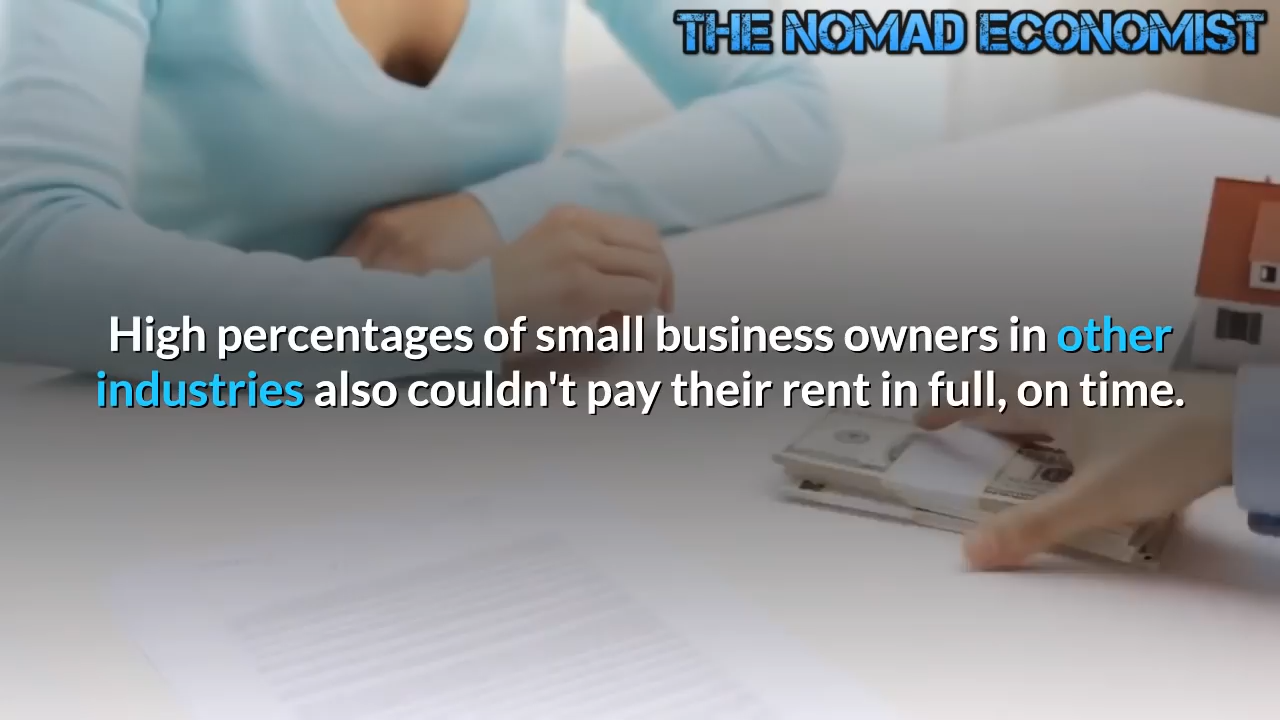 THE NOMAD ECONOMIST
High percentages of small business owners in other
industries also couldn't pay their rent in full, on time.